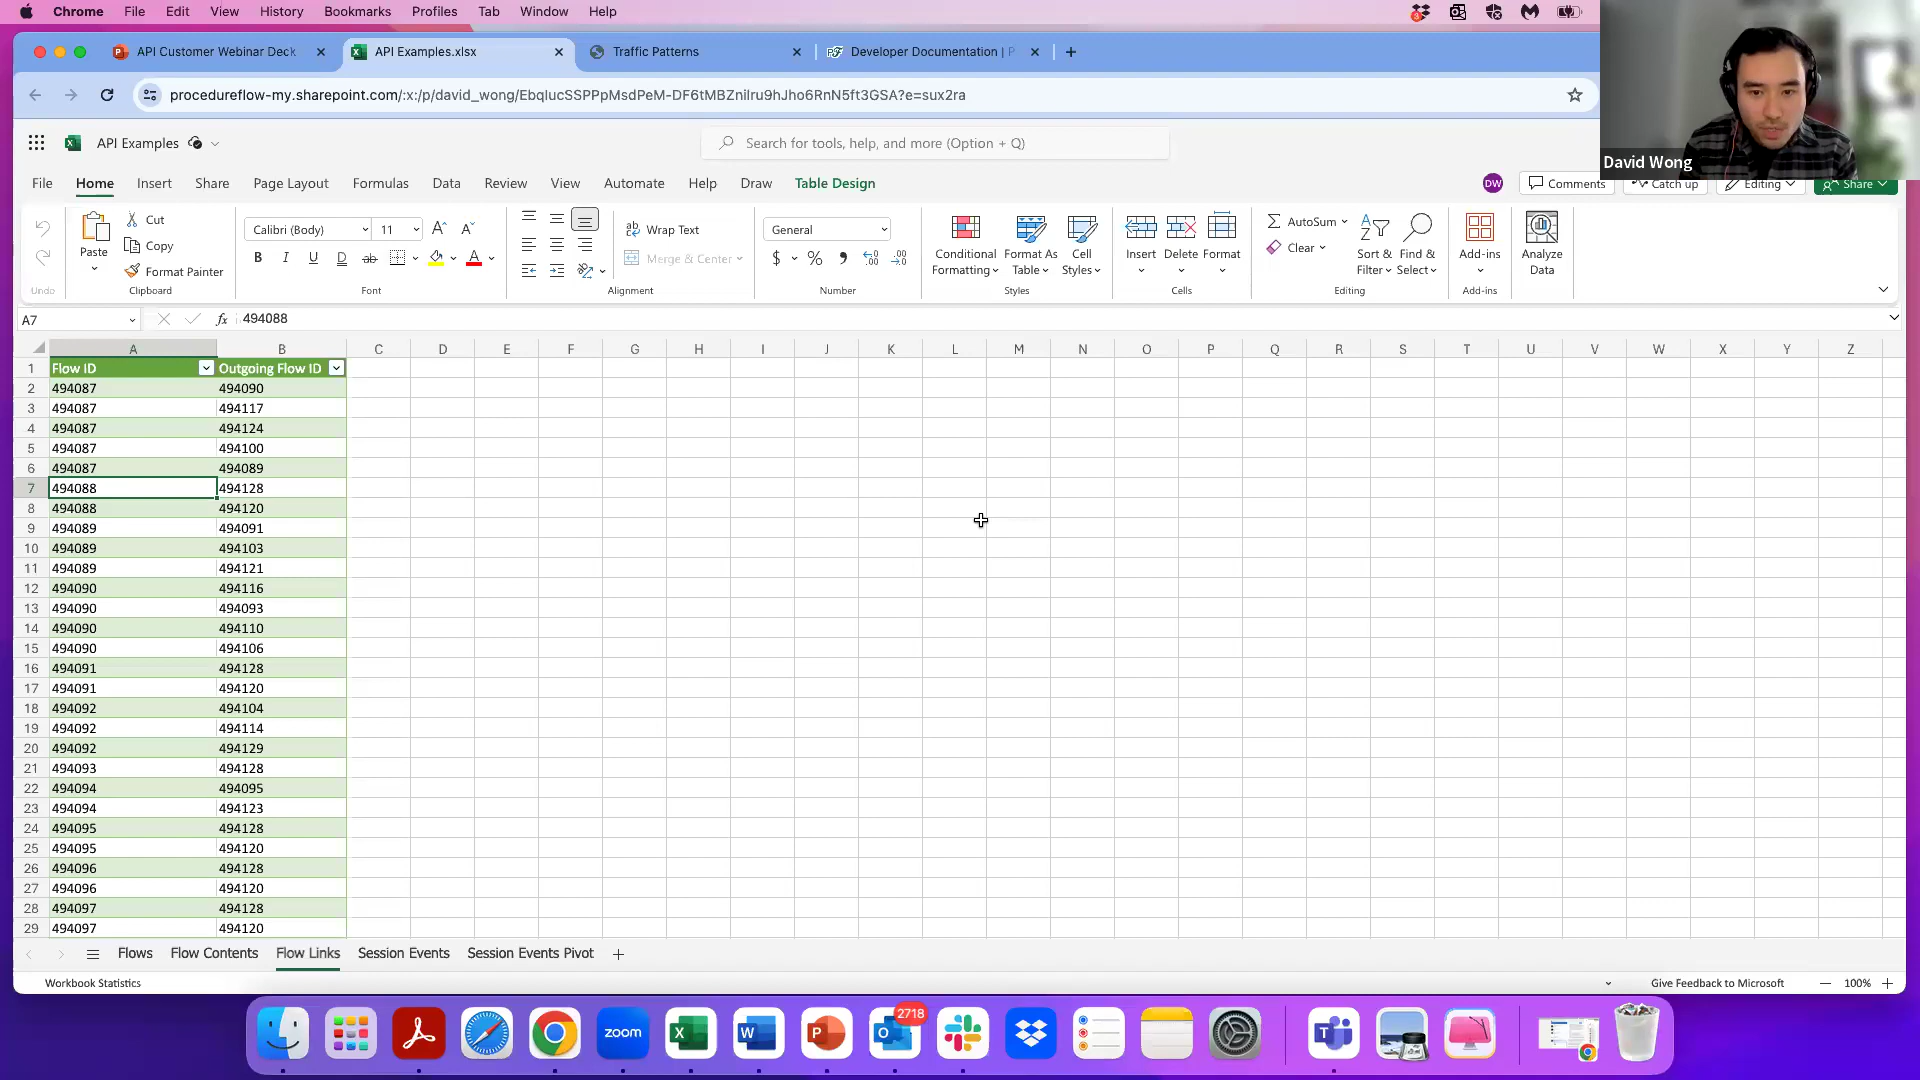 Chrome File Edit View History Bookmarks Profiles Tab Window Help
API Customer Webinar Deck
API Examples.xlsx
Traffic Patterns
Developer Documentation | P
procedureflow-my.sharepoint.com/:x:/p/david_wong/EbqlucSSPPpMsdPeM-DF6tMBZnilru9hJho6RnN5ft3GSA?e=sux2ra
API Examples
Search for tools, help, and more (Option + Q)
David Wong
File Home Insert Share Page Layout Formulas Data Review View Automate Help Draw Table Design
DW Comments Catch up Editing Share
Undo
Paste Cut Copy Format Painter
Clipboard
Calibri (Body) 11
B I U D ab A
Font
ab Wrap Text
Merge & Center
Alignment
General
$ %
Number
Conditional Formatting
Format As Table
Cell Styles
Styles
Insert Delete Format
Cells
AutoSum
Clear
Sort & Filter
Find & Select
Editing
Add-ins
Add-ins
Analyze Data
A7 fx 494088
A B C D E F G H I J K L M N O P Q R S T U V W X Y Z
1 Flow ID Outgoing Flow ID
2 494087 494090
3 494087 494117
4 494087 494124
5 494087 494100
6 494087 494089
7 494088 494128
8 494088 494120
9 494089 494091
10 494089 494103
11 494089 494121
12 494090 494116
13 494090 494093
14 494090 494110
15 494090 494106
16 494091 494128
17 494091 494120
18 494092 494104
19 494092 494114
20 494092 494129
21 494093 494128
22 494094 494095
23 494094 494123
24 494095 494128
25 494095 494120
26 494096 494128
27 494096 494120
28 494097 494128
29 494097 494120
Flows Flow Contents Flow Links Session Events Session Events Pivot
Workbook Statistics Give Feedback to Microsoft 100%
zoom
2718